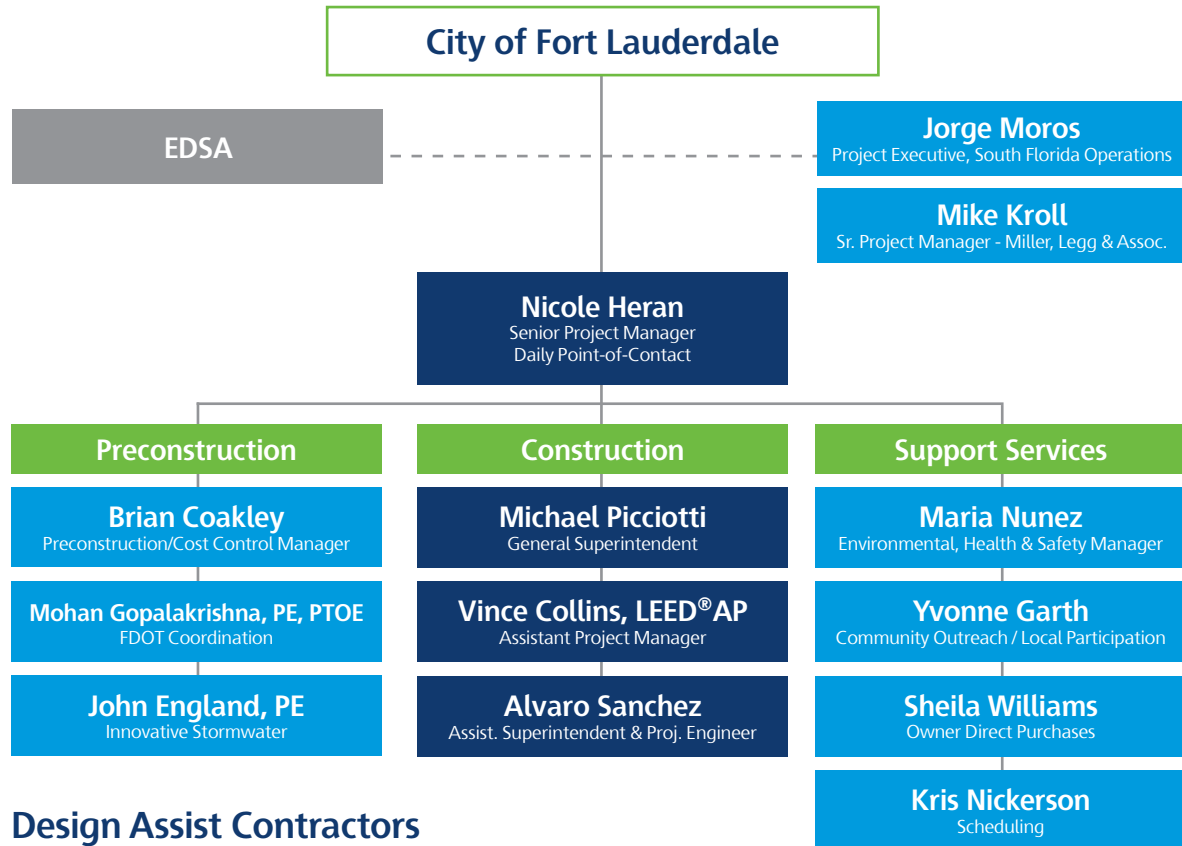 City of Fort Lauderdale
EDSA
Jorge Moros
Project Executive, South Florida Operations
Mike Kroll
Sr. Project Manager - Miller, Legg & Assoc.
Nicole Heran
Senior Project Manager
Daily Point-of-Contact
Preconstruction
Brian Coakley
Preconstruction/Cost Control Manager
Mohan Gopalakrishna, PE, PTOE
FDOT Coordination
John England, PE
Innovative Stormwater
Construction
Michael Picciotti
General Superintendent
Vince Collins, LEED®AP
Assistant Project Manager
Alvaro Sanchez
Assist. Superintendent & Proj. Engineer
Support Services
Maria Nunez
Environmental, Health & Safety Manager
Yvonne Garth
Community Outreach / Local Participation
Sheila Williams
Owner Direct Purchases
Kris Nickerson
Scheduling
Design Assist Contractors